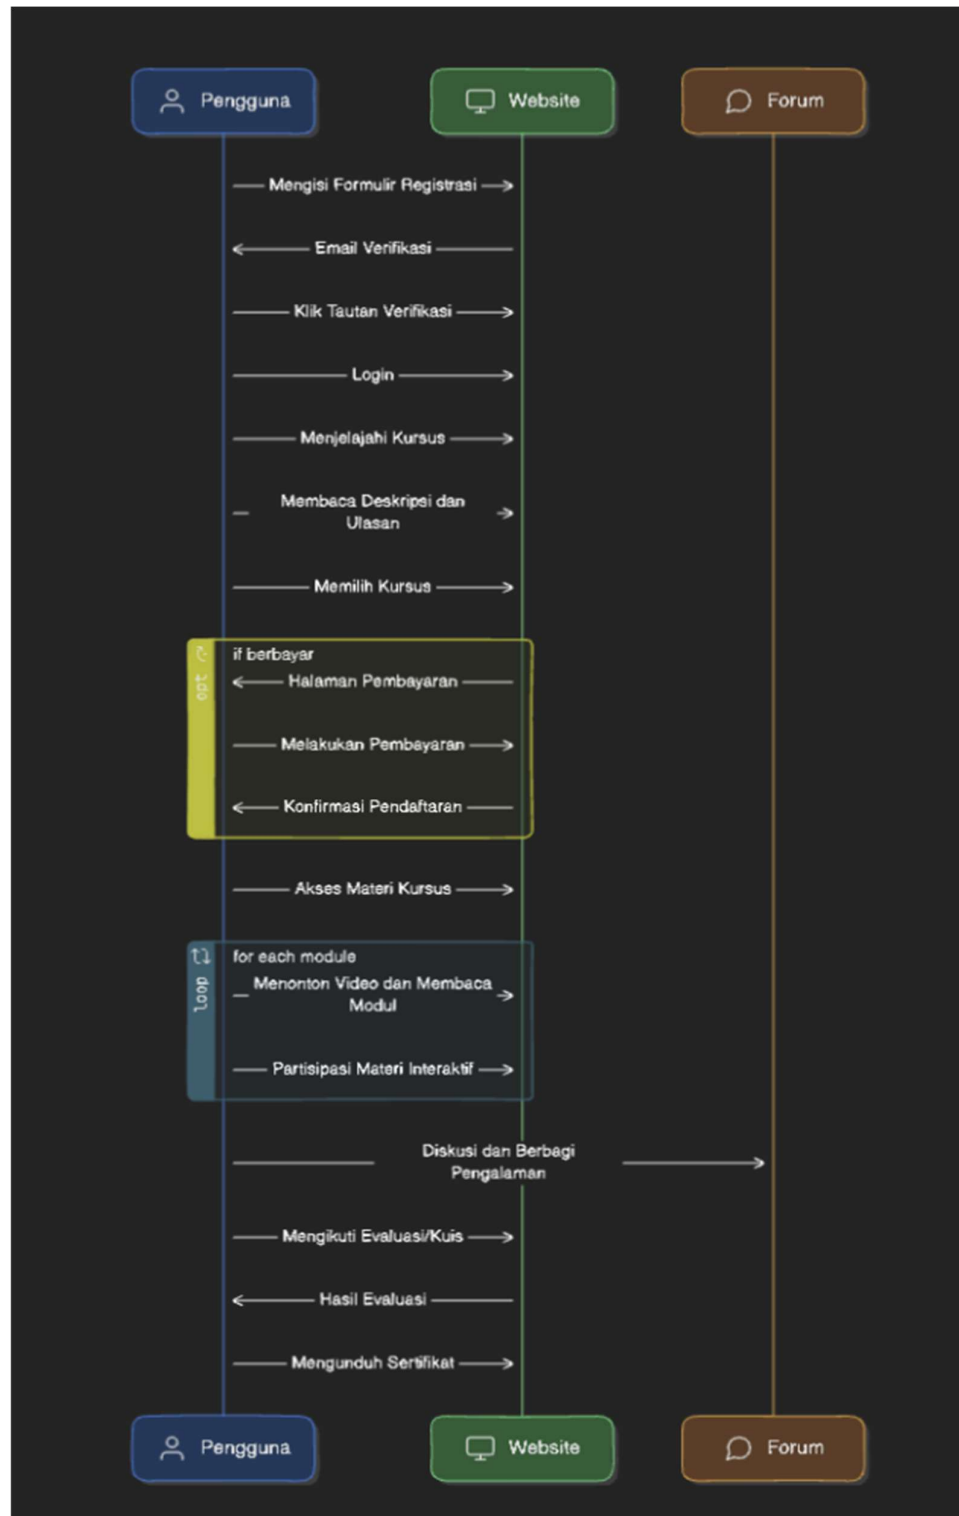 Pengguna
Website
Forum
Mengisi Formulir Registrasi
Email Verifikasi
Klik Tautan Verifikasi
Login
Menjelajahi Kursus
Membaca Deskripsi dan
Ulasan
Memilih Kursus
opt
if berbayar
Halaman Pembayaran
Melakukan Pembayaran
Konfirmasi Pendaftaran
Akses Materi Kursus
loop
for each module
Menonton Video dan Membaca
Modul
Partisipasi Materi Interaktif
Diskusi dan Berbagi
Pengalaman
Mengikuti Evaluasi/Kuis
Hasil Evaluasi
Mengunduh Sertifikat
Pengguna
Website
Forum